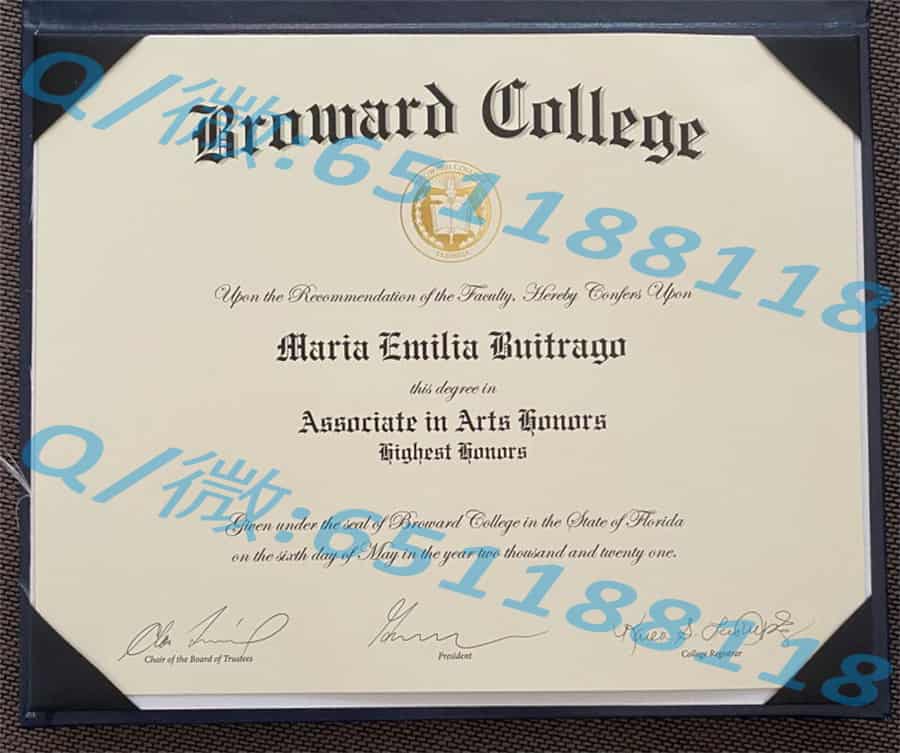 Broward College
Q/微:651188118
FLORIDA
Upon the Recommendation of the Faculty, Hereby Confers Upon
Maria Emilia Buitrago
this degree in
Associate in Arts Honors
Highest Honors
Q/微:651188118
Given under the seal of Broward College in the State of Florida
on the sixth day of May in the year two thousand and twenty one.
Chair of the Board of Trustees
President
College Registrar